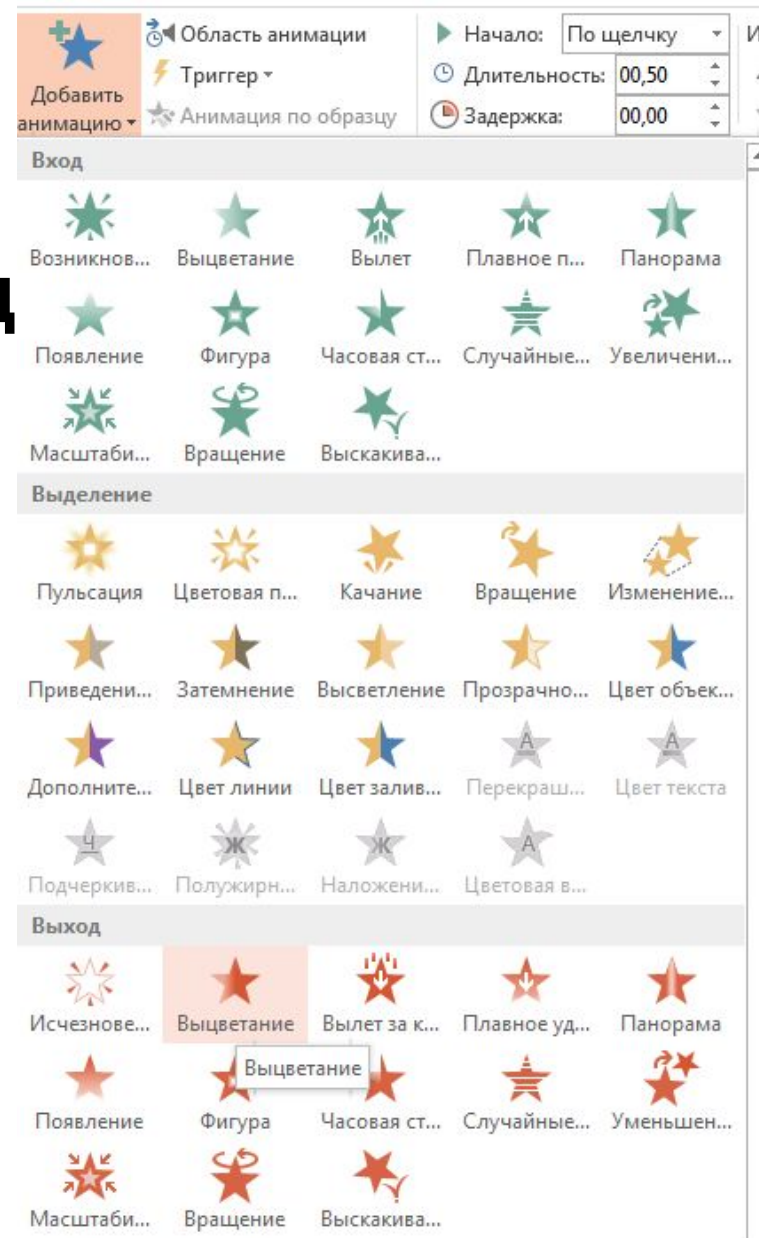 Добавить анимацию
Область анимации
Триггер
Анимация по образцу
Начало: По щелчку
Длительность: 00,50
Задержка: 00,00
И
Вход
Возникнов... Выцветание Вылет Плавное п... Панорама
д
Появление Фигура Часовая ст... Случайные... Увеличени...
Масштаби... Вращение Выскакива...
Выделение
Пульсация Цветовая п... Качание Вращение Изменение...
Приведени... Затемнение Высветление Прозрачно... Цвет объек...
Дополните... Цвет линии Цвет залив... Перекраш... Цвет текста
Подчеркив... Полужирн... Наложени... Цветовая в...
Выход
Исчезнове... Выцветание Вылет за к... Плавное уд... Панорама
Выцветание
Появление Фигура Часовая ст... Случайные... Уменьшен...
Масштаби... Вращение Выскакива...